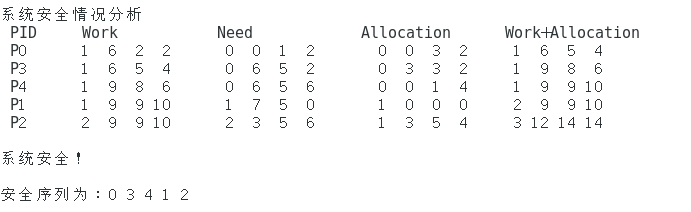 系统安全情况分析
PID Work Need Allocation Work+Allocation
P0 1 6 2 2 0 0 1 2 0 0 3 2 1 6 5 4
P3 1 6 5 4 0 6 5 2 0 3 3 2 1 9 8 6
P4 1 9 8 6 0 6 5 6 0 0 1 4 1 9 9 10
P1 1 9 9 10 1 7 5 0 1 0 0 0 2 9 9 10
P2 2 9 9 10 2 3 5 6 1 3 5 4 3 12 14 14
系统安全！
安全序列为：0 3 4 1 2